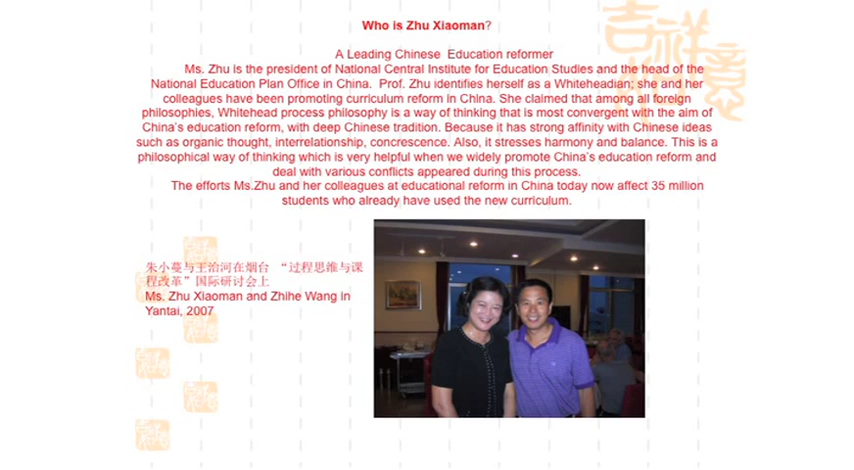 Who is Zhu Xiaoman?
A Leading Chinese Education reformer
Ms. Zhu is the president of National Central Institute for Education Studies and the head of the
National Education Plan Office in China. Prof. Zhu identifies herself as a Whiteheadian; she and her
colleagues have been promoting curriculum reform in China. She claimed that among all foreign
philosophies, Whitehead process philosophy is a way of thinking that is most convergent with the aim of
China's education reform, with deep Chinese tradition. Because it has strong affinity with Chinese ideas
such as organic thought, interrelationship, concrescence. Also, it stresses harmony and balance. This is a
philosophical way of thinking which is very helpful when we widely promote China's education reform and
deal with various conflicts appeared during this process.
The efforts Ms.Zhu and her colleagues at educational reform in China today now affect 35 million
students who already have used the new curriculum.
朱小蔓与王治河在烟台 “过程思维与课
程改革”国际研讨会上
Ms. Zhu Xiaoman and Zhihe Wang in
Yantai, 2007